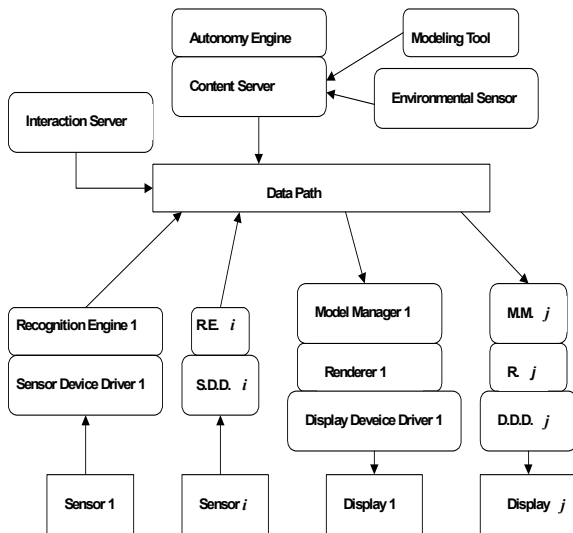 Autonomy Engine
Modeling Tool
Content Server
Environmental Sensor
Interaction Server
Data Path
Recognition Engine 1
R.E. i
Model Manager 1
M.M. j
Sensor Device Driver 1
S.D.D. i
Renderer 1
R. j
Display Deveice Driver 1
D.D.D. j
Sensor 1
Sensor i
Display 1
Display j